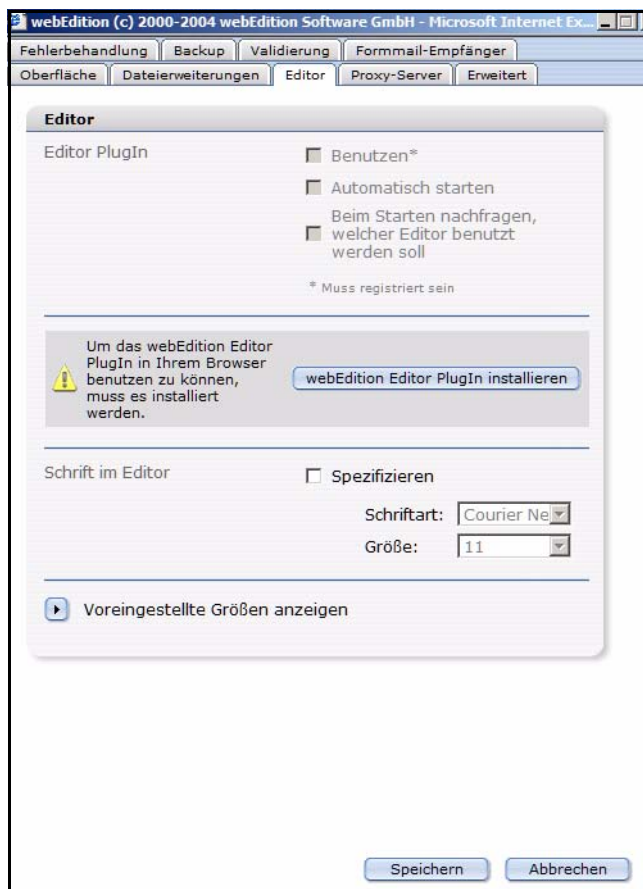 webEdition (c) 2000-2004 webEdition Software GmbH - Microsoft Internet Ex...
Fehlerbehandlung Backup Validierung Formmail-Empfänger
Oberfläche Dateierweiterungen Editor Proxy-Server Erweitert
Editor
Editor PlugIn
Benutzen*
Automatisch starten
Beim Starten nachfragen,
welcher Editor benutzt
werden soll
* Muss registriert sein
Um das webEdition Editor
PlugIn in Ihrem Browser
benutzen zu können,
muss es installiert
werden.
webEdition Editor PlugIn installieren
Schrift im Editor
Spezifizieren
Schriftart: Courier Ne
Größe: 11
Voreingestellte Größen anzeigen
Speichern Abbrechen